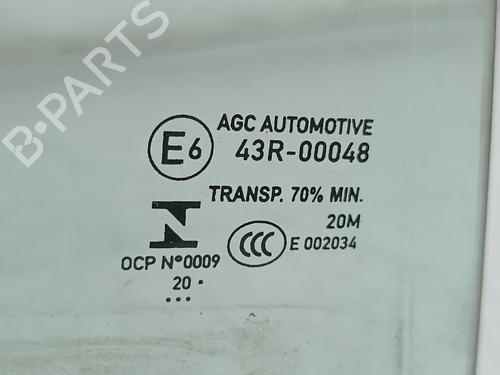 B-PARTS
AGC AUTOMOTIVE
E6 43R-00048
TRANSP. 70% MIN.
20M
CCC E 002034
OCP N°0009
20 .
...